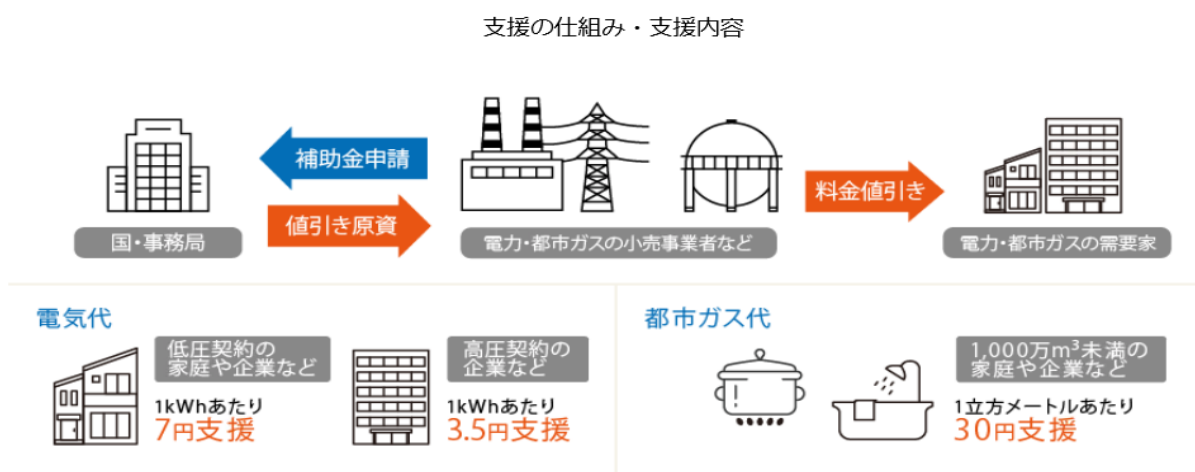 支援の仕組み・支援内容
補助金申請
値引き原資
料金値引き
国・事務局
電力・都市ガスの小売事業者など
電力・都市ガスの需要家
電気代
低圧契約の
家庭や企業など
1kWhあたり
7円支援
高圧契約の
企業など
1kWhあたり
3.5円支援
都市ガス代
1,000万m³未満の
家庭や企業など
1立方メートルあたり
30円支援